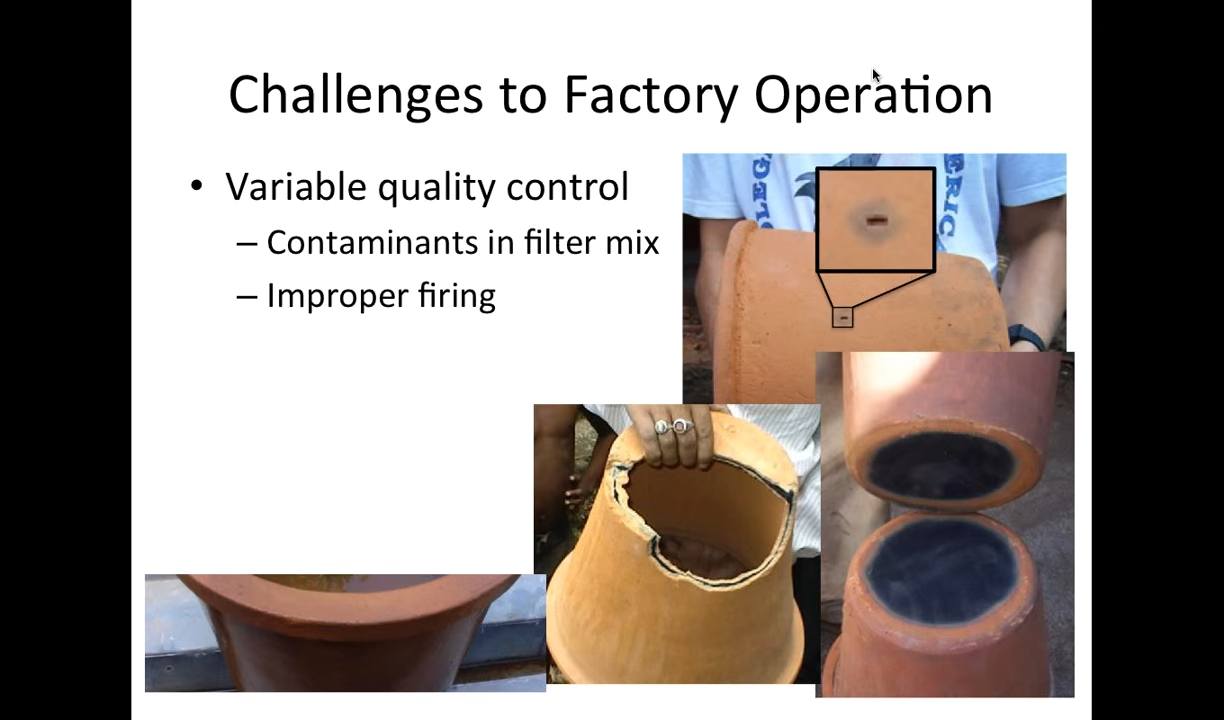 Challenges to Factory Operation
• Variable quality control
– Contaminants in filter mix
– Improper firing